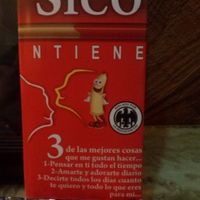 SICO
NTIENE
3 de las mejores cosas
que me gustan hacer...
1-Pensar en ti todo el tiempo
2-Amarte y adorarte diario
3-Decirte todos los días cuanto
te quiero y todo lo que eres
para mi...